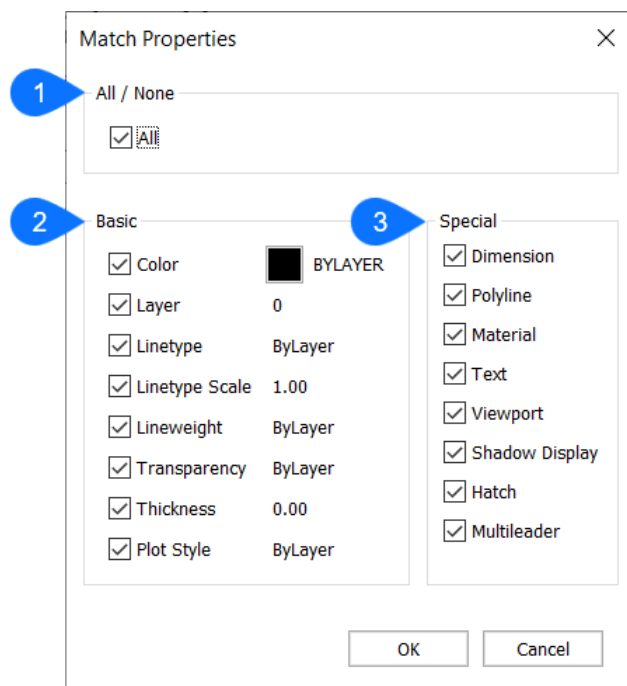 Match Properties
1
All / None
All
2
Basic
Color BYLAYER
Layer 0
Linetype ByLayer
Linetype Scale 1.00
Lineweight ByLayer
Transparency ByLayer
Thickness 0.00
Plot Style ByLayer
3
Special
Dimension
Polyline
Material
Text
Viewport
Shadow Display
Hatch
Multileader
OK
Cancel